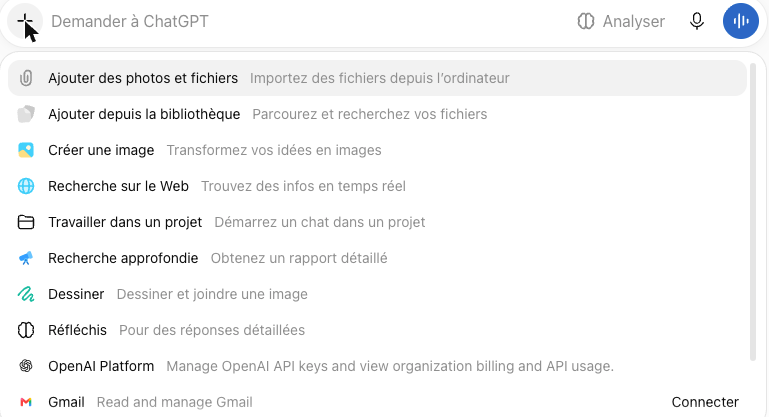 Demander à ChatGPT Analyser
Ajouter des photos et fichiers Importez des fichiers depuis l’ordinateur
Ajouter depuis la bibliothèque Parcourez et recherchez vos fichiers
Créer une image Transformez vos idées en images
Recherche sur le Web Trouvez des infos en temps réel
Travailler dans un projet Démarrez un chat dans un projet
Recherche approfondie Obtenez un rapport détaillé
Dessiner Dessiner et joindre une image
Réfléchis Pour des réponses détaillées
OpenAI Platform Manage OpenAI API keys and view organization billing and API usage.
Gmail Read and manage Gmail Connecter